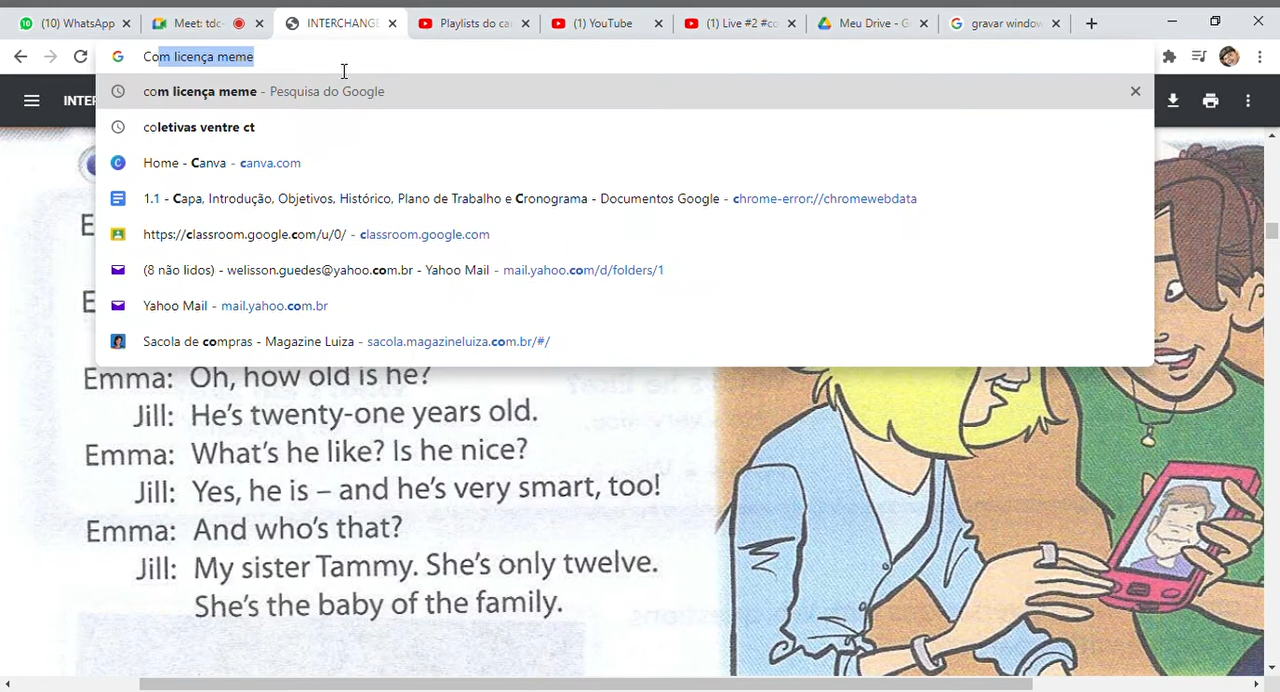 (10) WhatsApp
Meet: tdc-
INTERCHANGE
Playlists do ca
(1) YouTube
(1) Live #2 #co
Meu Drive - G
gravar window
Com licença meme
INTER
com licença meme - Pesquisa do Google
coletivas ventre ct
Home - Canva - canva.com
1.1 - Capa, Introdução, Objetivos, Histórico, Plano de Trabalho e Cronograma - Documentos Google - chrome-error://chromewebdata
https://classroom.google.com/u/0/ - classroom.google.com
(8 não lidos) - welisson.guedes@yahoo.com.br - Yahoo Mail - mail.yahoo.com/d/folders/1
Yahoo Mail - mail.yahoo.com.br
Sacola de compras - Magazine Luiza - sacola.magazineluiza.com.br/#/
Emma: Oh, how old is he?
Jill: He's twenty-one years old.
Emma: What's he like? Is he nice?
Jill: Yes, he is – and he's very smart, too!
Emma: And who's that?
Jill: My sister Tammy. She's only twelve.
She's the baby of the family.